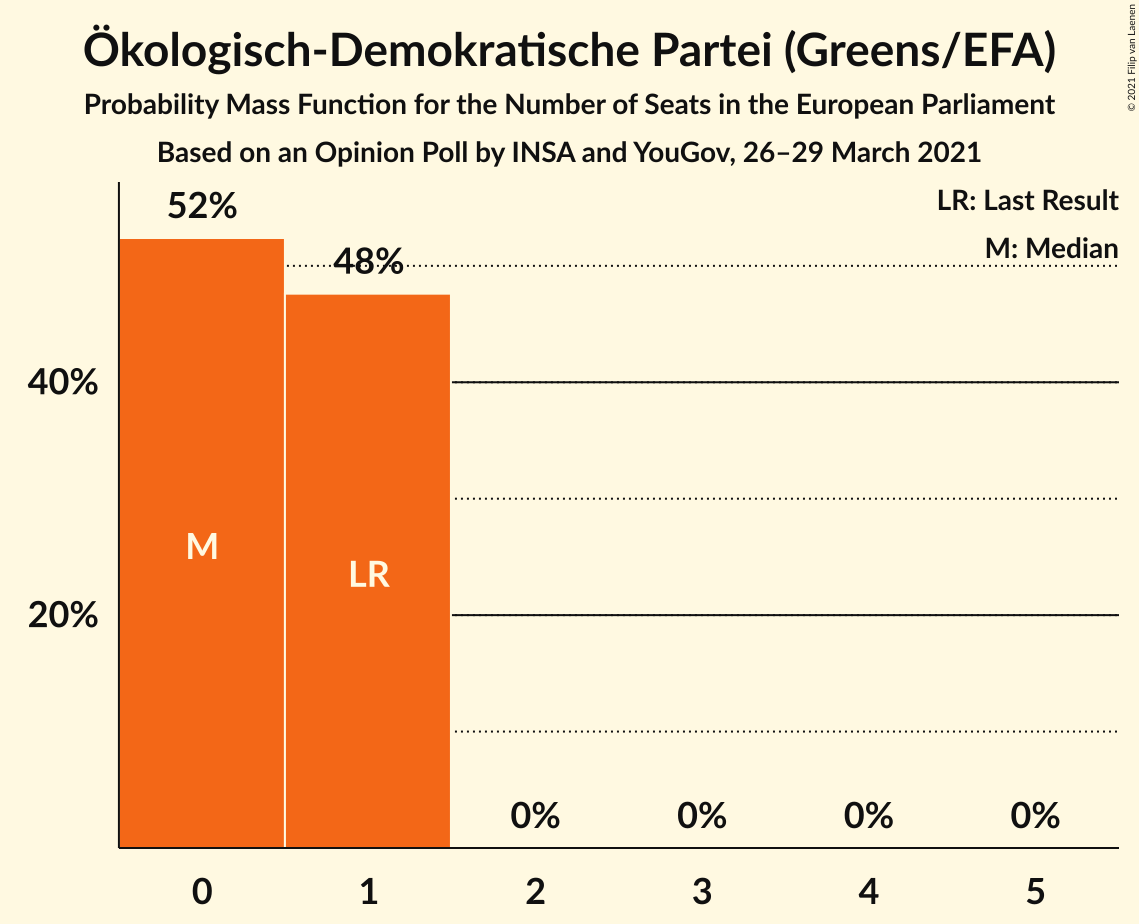 Ökologisch-Demokratische Partei (Greens/EFA)
Probability Mass Function for the Number of Seats in the European Parliament
Based on an Opinion Poll by INSA and YouGov, 26–29 March 2021
© 2021 Filip van Laenen
LR: Last Result
M: Median
52%
48%
40%
20%
M
LR
0%
0%
0%
0%
0
1
2
3
4
5